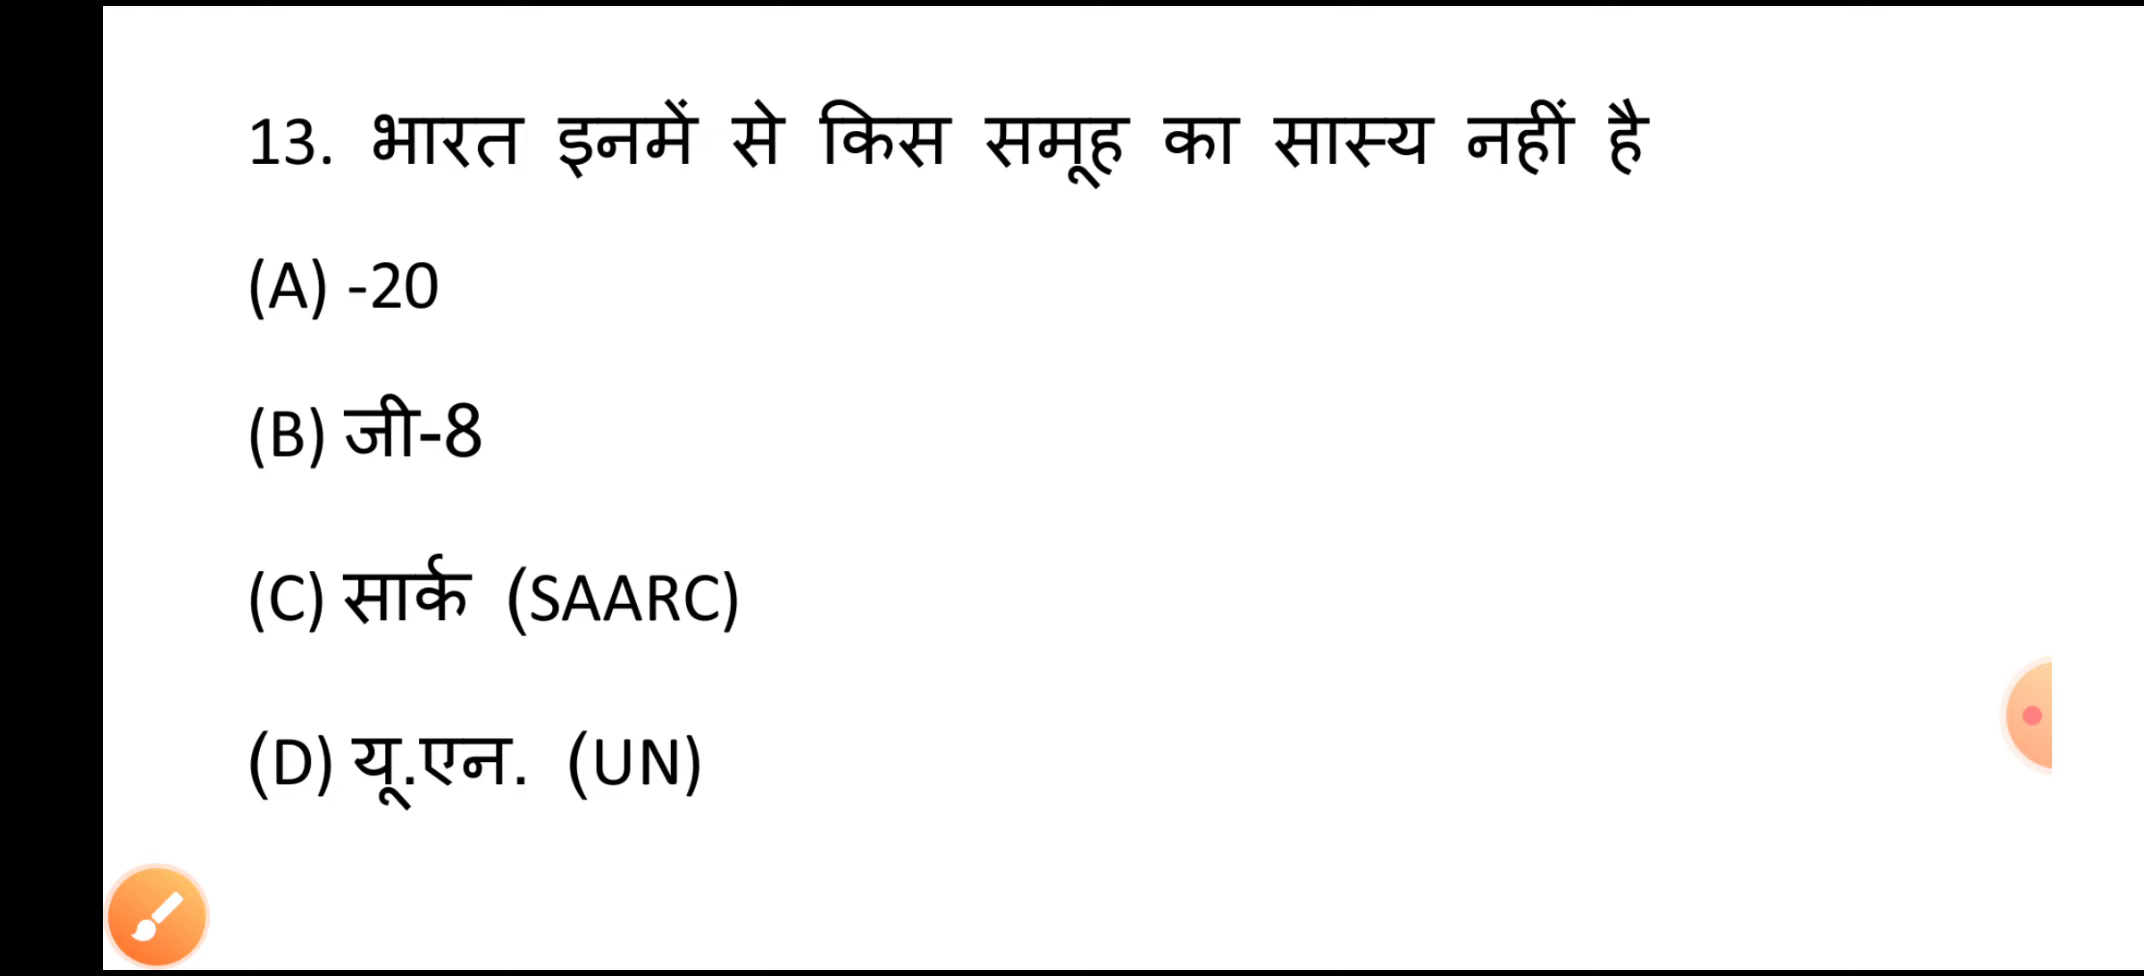 13. भारत इनमें से किस समूह का सास्य नहीं है
(A) -20
(B) जी-8
(C) सार्क (SAARC)
(D) यू.एन. (UN)